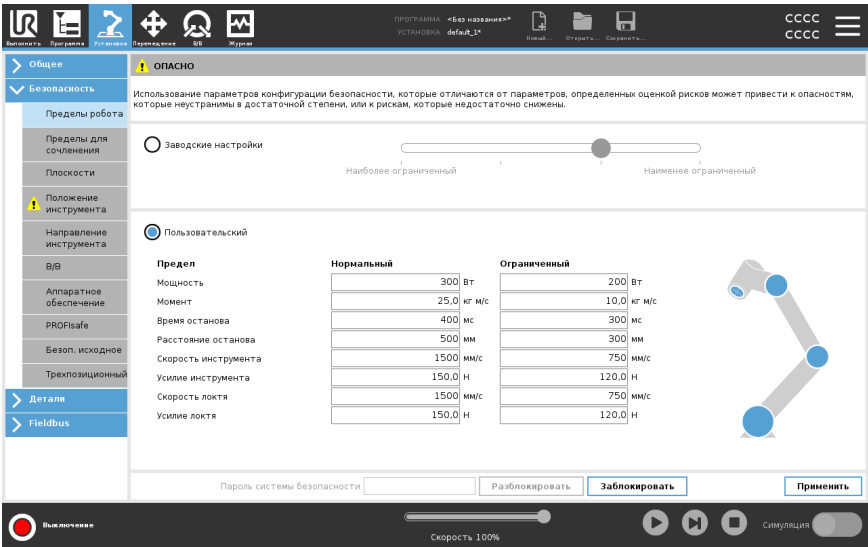 UR
Выполнить
Программа
Установка
Перемещение
В/В
Журнал
ПРОГРАММА <Без названия>*
УСТАНОВКА default_1*
Новый...
Открыть...
Сохранить...
CCCC
CCCC
Общее
Безопасность
Пределы робота
Пределы для
сочленения
Плоскости
Положение
инструмента
Направление
инструмента
В/В
Аппаратное
обеспечение
PROFIsafe
Безоп. исходное
Трехпозиционный
Детали
Fieldbus
ОПАСНО
Использование параметров конфигурации безопасности, которые отличаются от параметров, определенных оценкой рисков может привести к опасностям,
которые неустранимы в достаточной степени, или к рискам, которые недостаточно снижены.
Заводские настройки
Наиболее ограниченный
Наименее ограниченный
Пользовательский
Предел Нормальный Ограниченный
Мощность 300 Вт 200 Вт
Момент 25,0 кг м/с 10,0 кг м/с
Время останова 400 мс 300 мс
Расстояние останова 500 мм 300 мм
Скорость инструмента 1500 мм/с 750 мм/с
Усилие инструмента 150,0 Н 120,0 Н
Скорость локтя 1500 мм/с 750 мм/с
Усилие локтя 150,0 Н 120,0 Н
Пароль системы безопасности Разблокировать Заблокировать Применить
Выключение
Скорость 100%
Симуляция